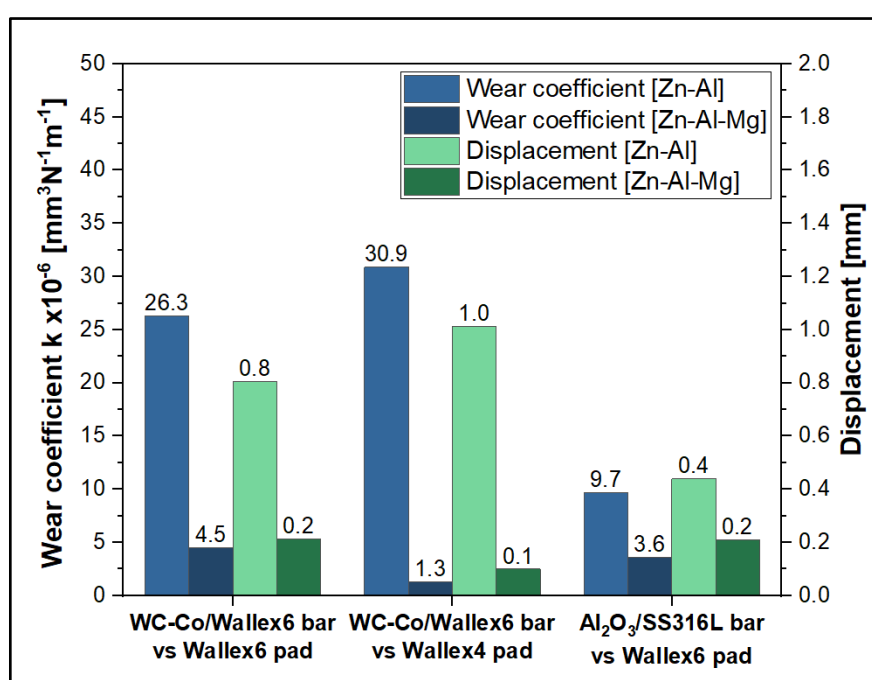 50
45
40
35
30
25
20
15
10
5
0
Wear coefficient k x10⁻⁶ [mm³N⁻¹m⁻¹]
Wear coefficient [Zn-Al]
Wear coefficient [Zn-Al-Mg]
Displacement [Zn-Al]
Displacement [Zn-Al-Mg]
26.3
4.5
0.8
0.2
30.9
1.3
1.0
0.1
9.7
3.6
0.4
0.2
2.0
1.8
1.6
1.4
1.2
1.0
0.8
0.6
0.4
0.2
0.0
Displacement [mm]
WC-Co/Wallex6 bar
vs Wallex6 pad
WC-Co/Wallex6 bar
vs Wallex4 pad
Al₂O₃/SS316L bar
vs Wallex6 pad